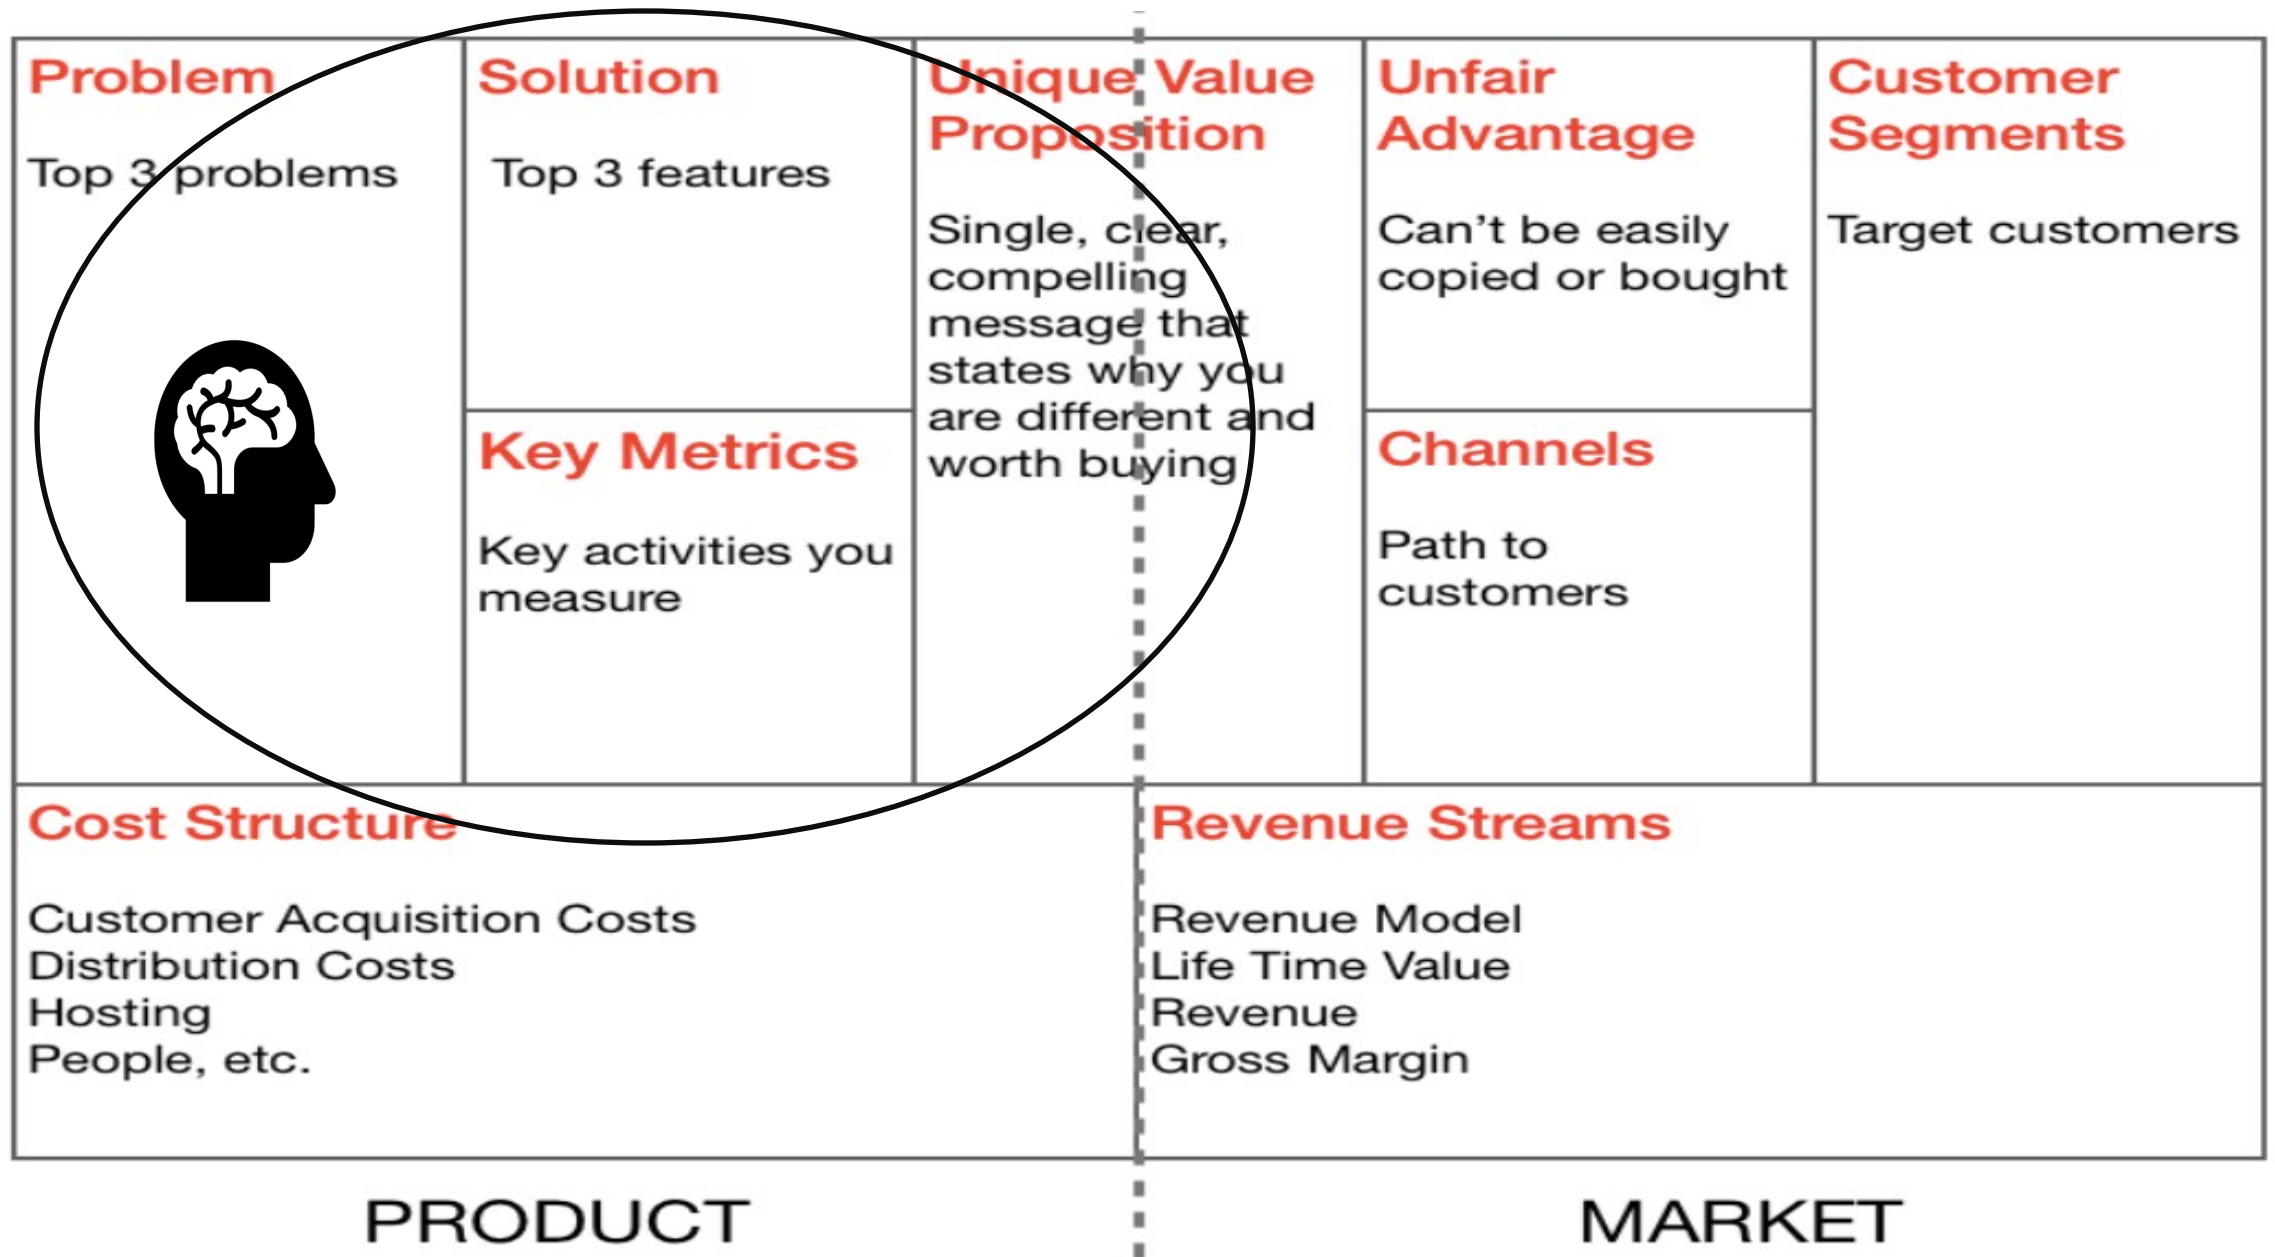 Problem
Top 3 problems
Solution
Top 3 features
Key Metrics
Key activities you
measure
Unique Value
Proposition
Single, clear,
compelling
message that
states why you
are different and
worth buying
Unfair
Advantage
Can't be easily
copied or bought
Channels
Path to
customers
Customer
Segments
Target customers
Cost Structure
Customer Acquisition Costs
Distribution Costs
Hosting
People, etc.
Revenue Streams
Revenue Model
Life Time Value
Revenue
Gross Margin
PRODUCT
MARKET